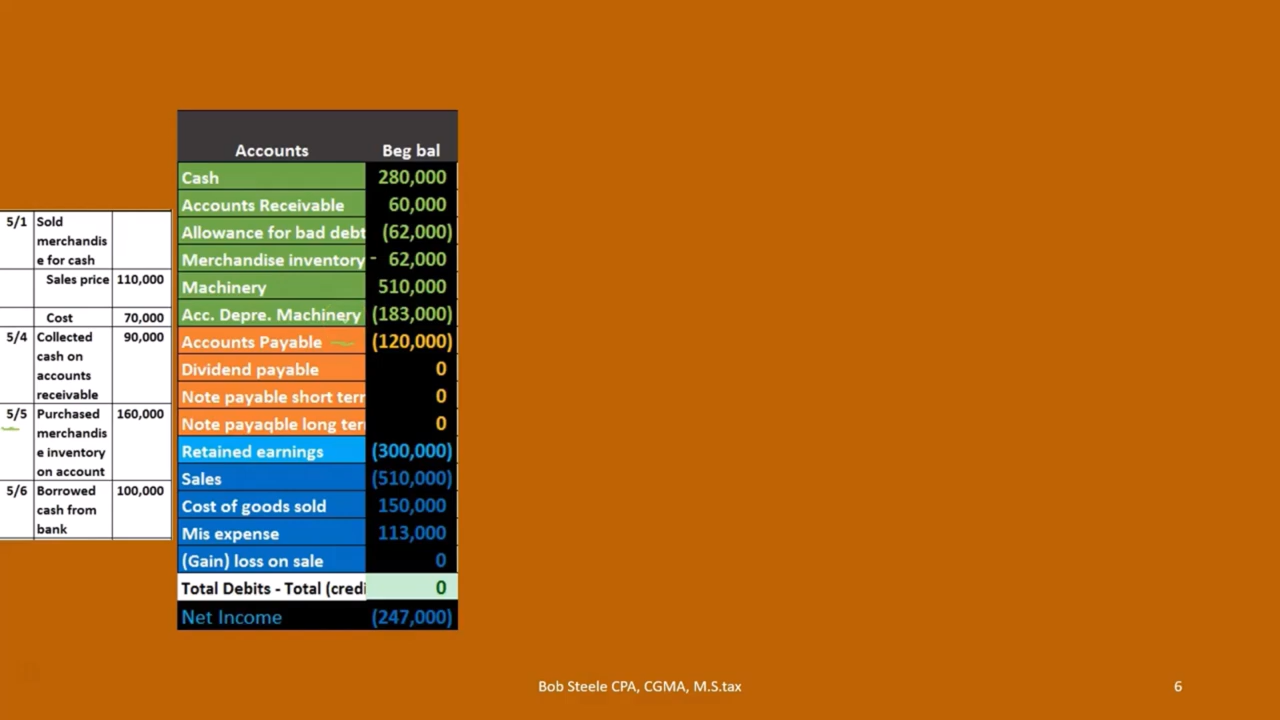 5/1 Sold
merchandis
e for cash
Sales price 110,000
Cost 70,000
5/4 Collected 90,000
cash on
accounts
receivable
5/5 Purchased 160,000
merchandis
e inventory
on account
5/6 Borrowed 100,000
cash from
bank
Accounts Beg bal
Cash 280,000
Accounts Receivable 60,000
Allowance for bad debt (62,000)
Merchandise inventory 62,000
Machinery 510,000
Acc. Depre. Machinery (183,000)
Accounts Payable (120,000)
Dividend payable 0
Note payable short terr 0
Note payaqble long ter 0
Retained earnings (300,000)
Sales (510,000)
Cost of goods sold 150,000
Mis expense 113,000
(Gain) loss on sale 0
Total Debits - Total (credi 0
Net Income (247,000)
Bob Steele CPA, CGMA, M.S.tax 6